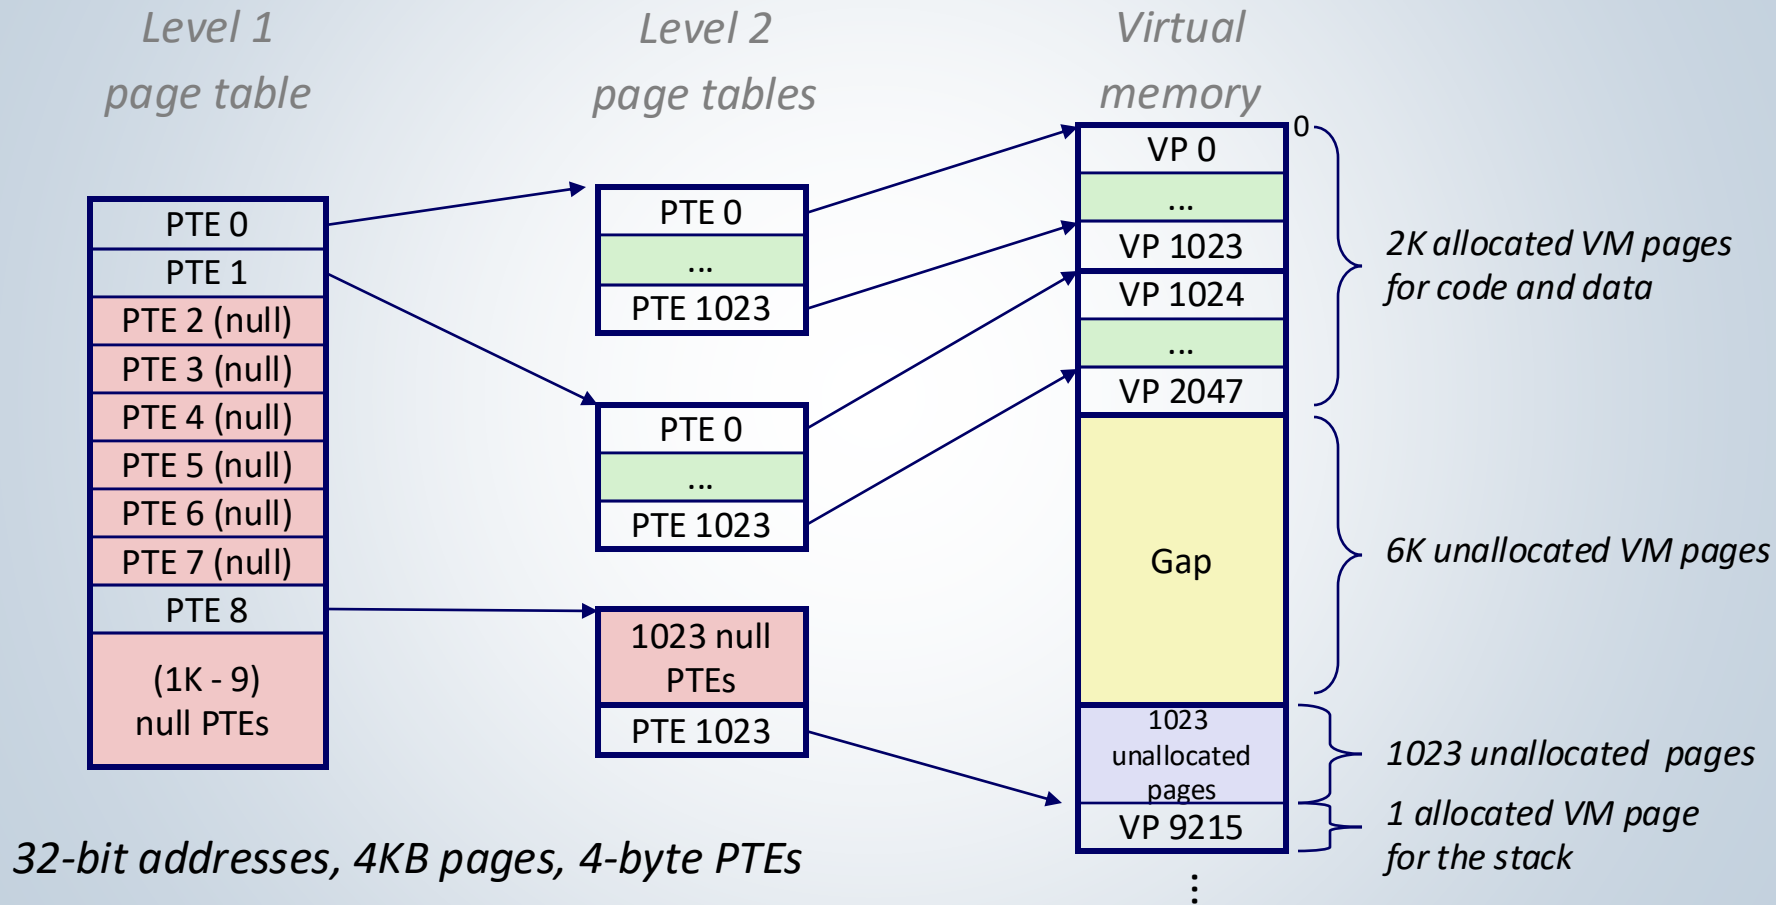 Level 1
page table
Level 2
page tables
Virtual
memory
PTE 0
PTE 1
PTE 2 (null)
PTE 3 (null)
PTE 4 (null)
PTE 5 (null)
PTE 6 (null)
PTE 7 (null)
PTE 8
(1K - 9)
null PTEs
PTE 0
...
PTE 1023
PTE 0
...
PTE 1023
1023 null
PTEs
PTE 1023
0
VP 0
...
VP 1023
VP 1024
...
VP 2047
Gap
1023
unallocated
pages
VP 9215
...
2K allocated VM pages
for code and data
6K unallocated VM pages
1023 unallocated pages
1 allocated VM page
for the stack
32-bit addresses, 4KB pages, 4-byte PTEs